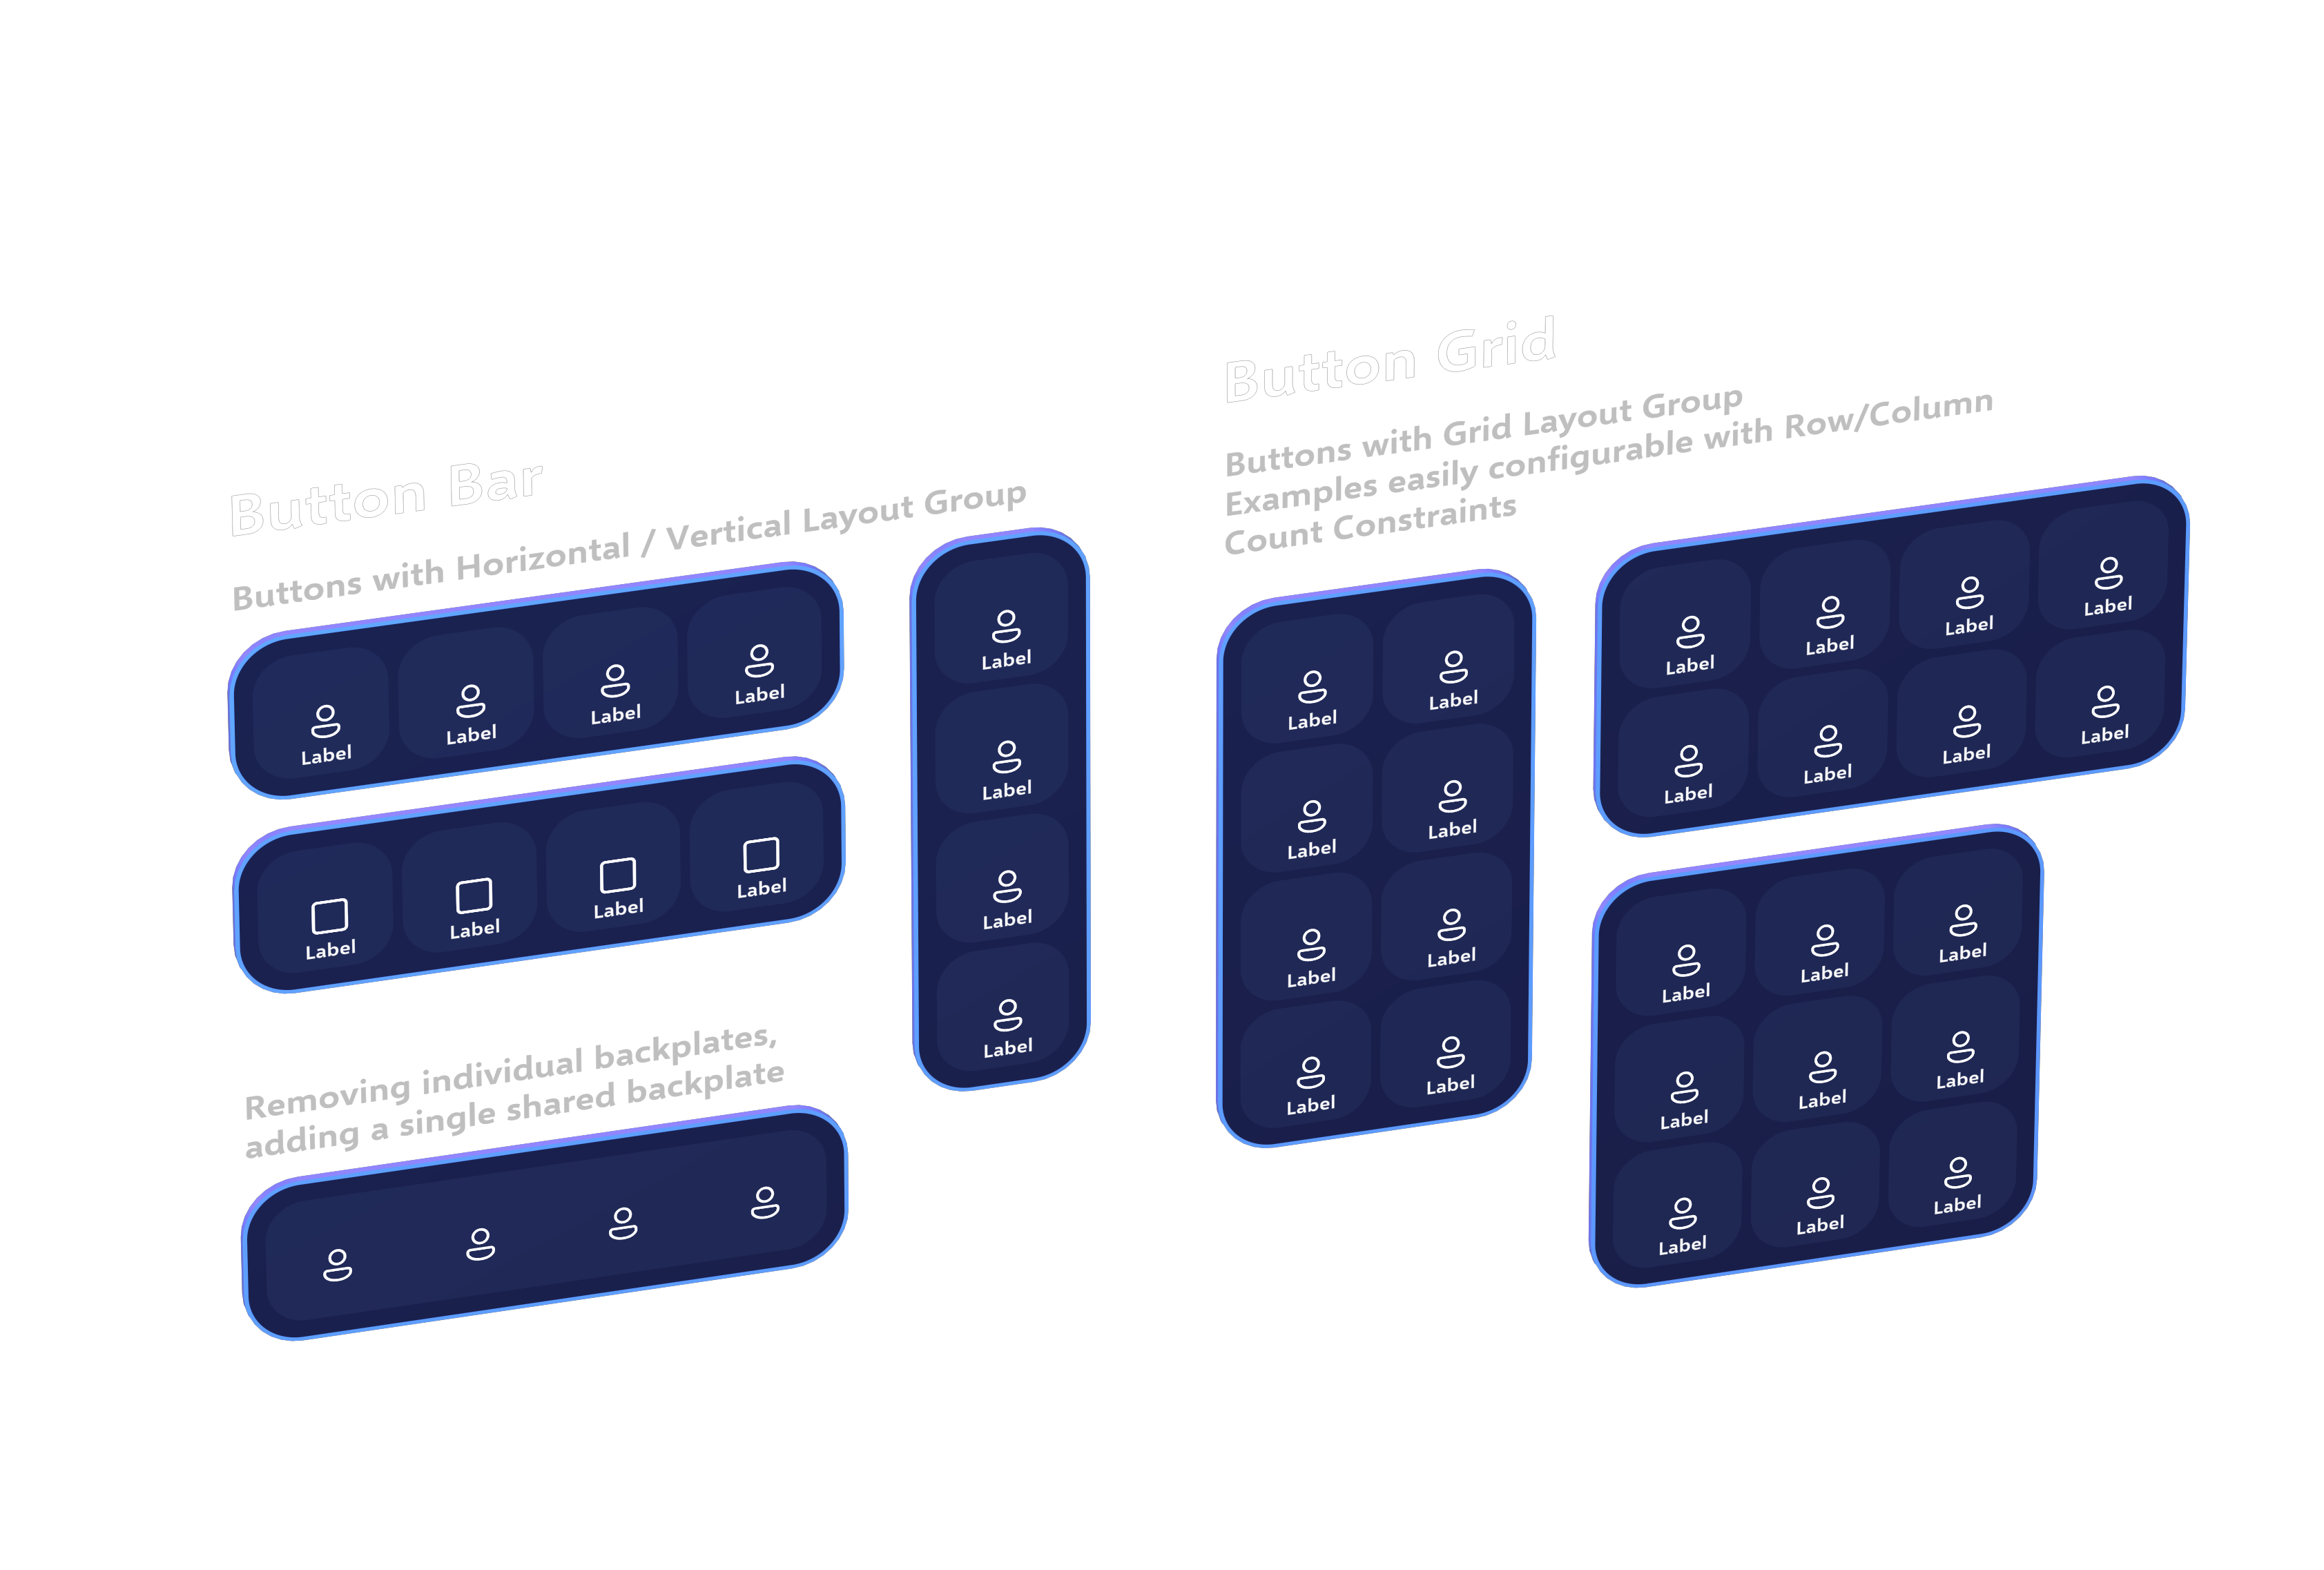 Button Bar
Buttons with Horizontal / Vertical Layout Group
Label Label Label Label
Label Label Label Label
Label
Label
Label
Label
Removing individual backplates,
adding a single shared backplate
Button Grid
Buttons with Grid Layout Group
Examples easily configurable with Row/Column
Count Constraints
Label Label
Label Label
Label Label
Label Label
Label Label Label Label
Label Label Label Label
Label Label Label
Label Label Label
Label Label Label